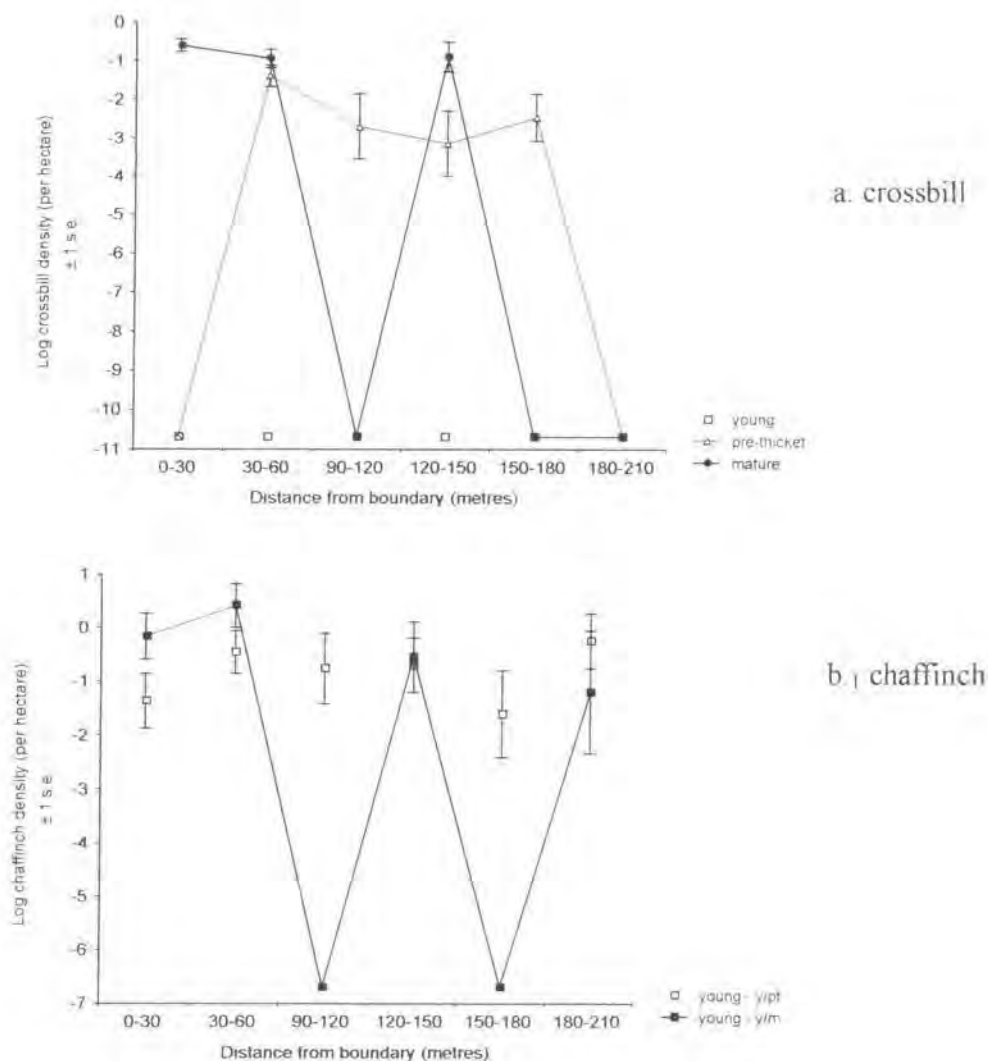 0
-1
-2
-3
-4
-5
-6
-7
-8
-9
-10
-11
Log crossbill density (per hectare)
± 1 s.e.
0-30 30-60 90-120 120-150 150-180 180-210
Distance from boundary (metres)
young
pre-thicket
mature
a. crossbill
1
0
-1
-2
-3
-4
-5
-6
-7
Log chaffinch density (per hectare)
± 1 s.e
0-30 30-60 90-120 120-150 150-180 180-210
Distance from boundary (metres)
young - y/pt
young - y/m
b.1 chaffinch